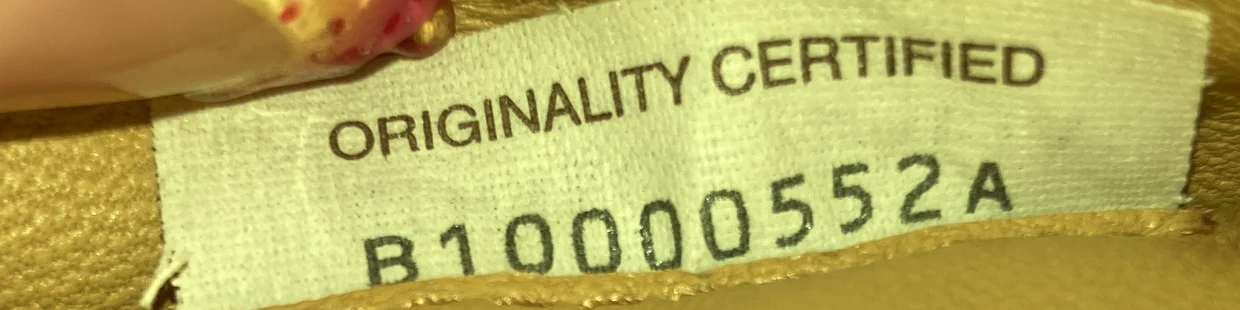 ORIGINALITY CERTIFIED
B10000552A